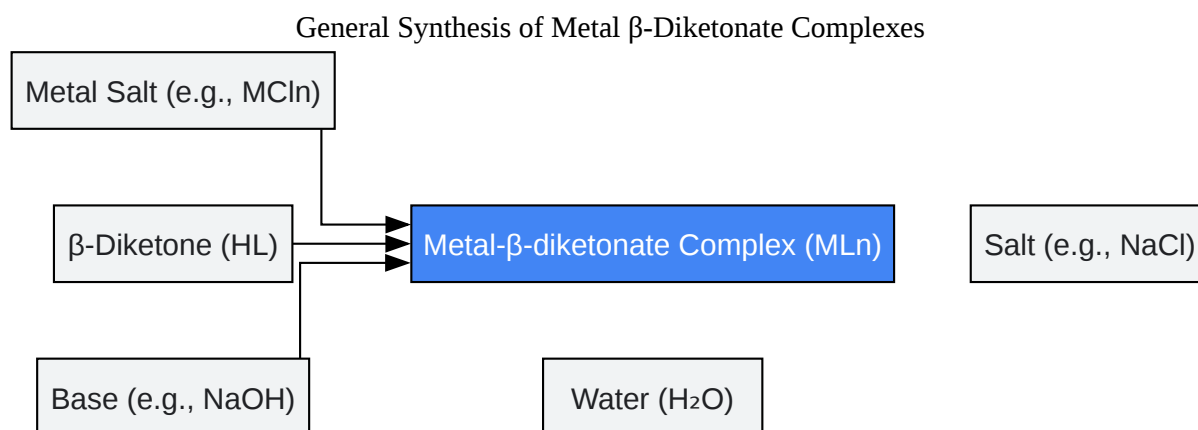 General Synthesis of Metal β-Diketonate Complexes
Metal Salt (e.g., MCln)
β-Diketone (HL)
Metal-β-diketonate Complex (MLn)
Salt (e.g., NaCl)
Base (e.g., NaOH)
Water (H₂O)